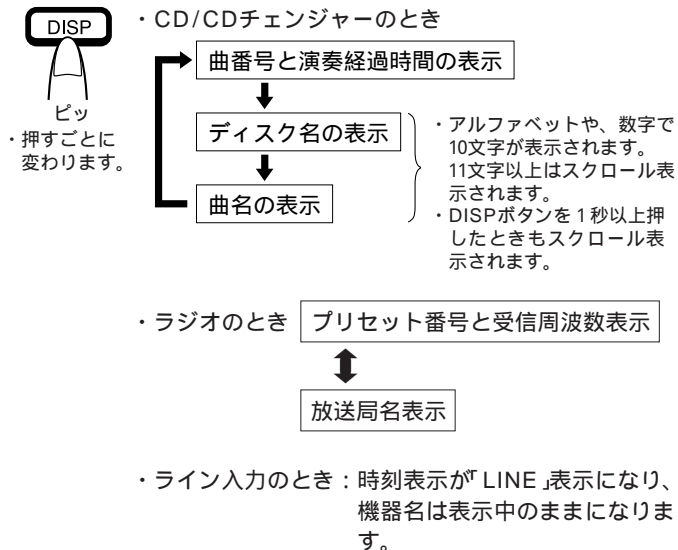 DISP
ピッ
・押すごとに
変わります。
・CD/CDチェンジャーのとき
曲番号と演奏経過時間の表示
ディスク名の表示
曲名の表示
・アルファベットや、数字で
10文字が表示されます。
11文字以上はスクロール表
示されます。
・DISPボタンを1秒以上押
したときもスクロール表
示されます。
・ラジオのとき プリセット番号と受信周波数表示
放送局名表示
・ライン入力のとき：時刻表示が「LINE」表示になり、
機器名は表示中のままになりま
す。